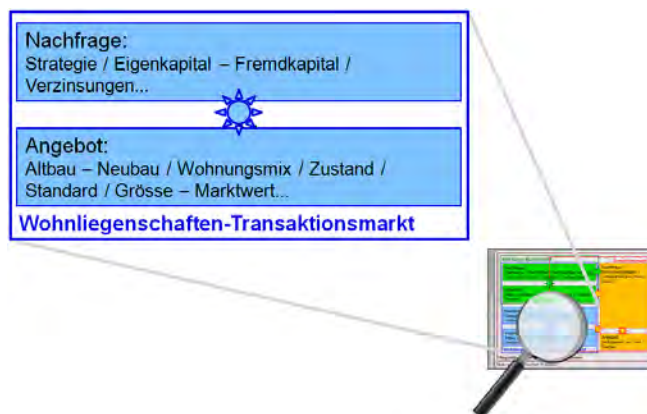 Nachfrage:
Strategie / Eigenkapital – Fremdkapital /
Verzinsungen...
Angebot:
Altbau – Neubau / Wohnungsmix / Zustand /
Standard / Grösse – Marktwert...
Wohnliegenschaften-Transaktionsmarkt